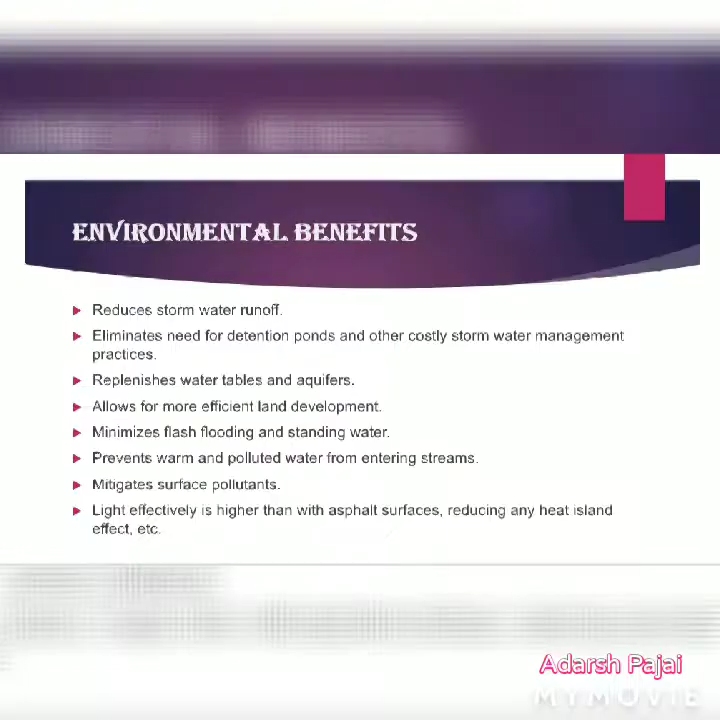 ENVIRONMENTAL BENEFITS
Reduces storm water runoff.
Eliminates need for detention ponds and other costly storm water management
practices.
Replenishes water tables and aquifers.
Allows for more efficient land development.
Minimizes flash flooding and standing water.
Prevents warm and polluted water from entering streams.
Mitigates surface pollutants.
Light effectively is higher than with asphalt surfaces, reducing any heat island
effect, etc.
Adarsh Pajai
MYMOVIE